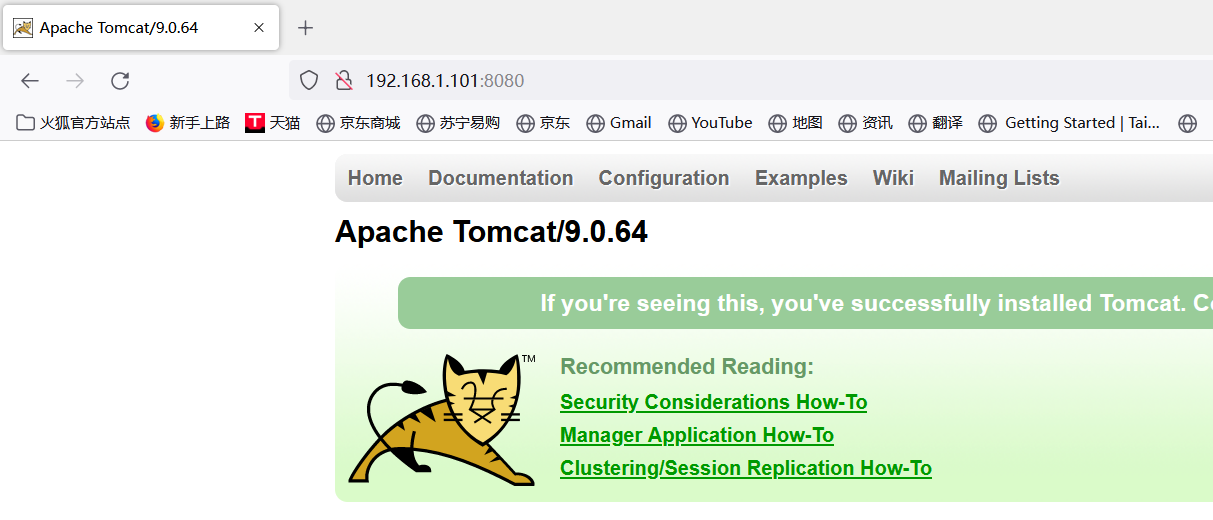 Apache Tomcat/9.0.64
192.168.1.101:8080
火狐官方站点 新手上路 天猫 京东商城 苏宁易购 京东 Gmail YouTube 地图 资讯 翻译 Getting Started | Tai...
Home Documentation Configuration Examples Wiki Mailing Lists
Apache Tomcat/9.0.64
If you're seeing this, you've successfully installed Tomcat. C
TM
Recommended Reading:
Security Considerations How-To
Manager Application How-To
Clustering/Session Replication How-To